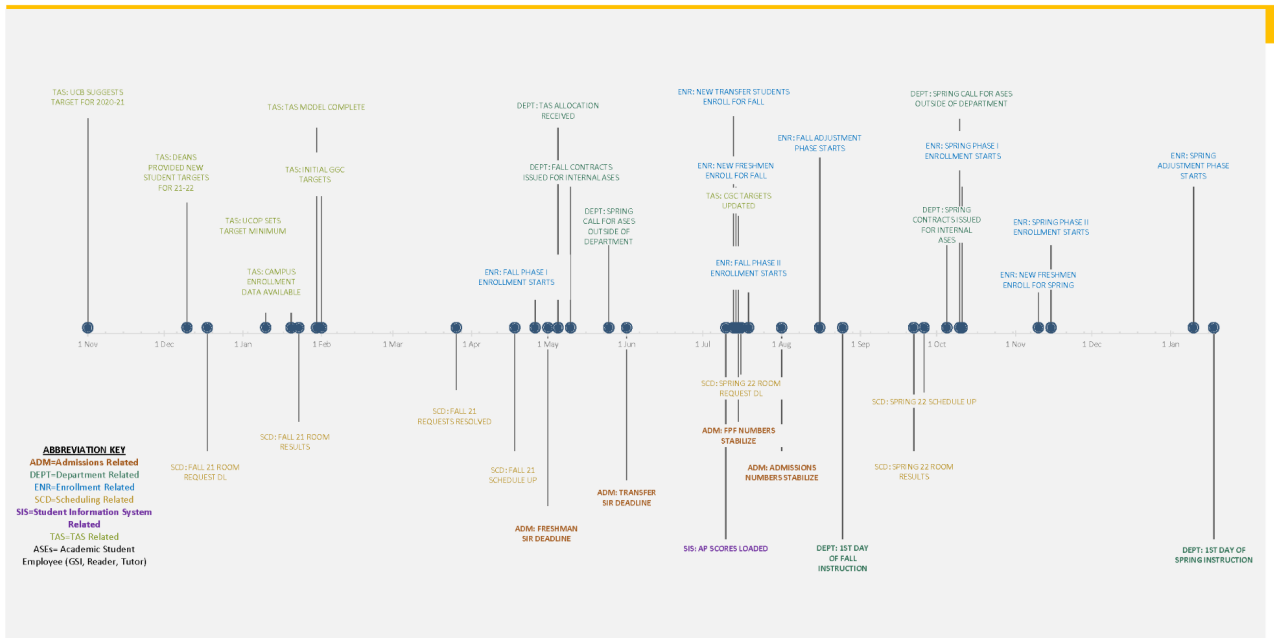 TAS: UCB SUGGESTS
TARGET FOR 2020-21
TAS: DEANS
PROVIDED NEW
STUDENT TARGETS
FOR 21-22
TAS: UCOP SETS
TARGET MINIMUM
TAS: CAMPUS
ENROLLMENT
DATA AVAILABLE
TAS: TAS MODEL COMPLETE
TAS: INITIAL GGC
TARGETS
DEPT: TAS ALLOCATION
RECEIVED
DEPT: FALL CONTRACTS
ISSUED FOR INTERNAL ASES
DEPT: SPRING
CALL FOR ASES
OUTSIDE OF
DEPARTMENT
ENR: FALL PHASE I
ENROLLMENT STARTS
ENR: NEW TRANSFER STUDENTS
ENROLL FOR FALL
ENR: NEW FRESHMEN
ENROLL FOR FALL
TAS: CGC TARGETS
UPDATED
ENR: FALL PHASE II
ENROLLMENT STARTS
ENR: FALL ADJUSTMENT
PHASE STARTS
DEPT: SPRING CALL FOR ASES
OUTSIDE OF DEPARTMENT
ENR: SPRING PHASE I
ENROLLMENT STARTS
DEPT: SPRING
CONTRACTS ISSUED
FOR INTERNAL
ASES
ENR: SPRING PHASE II
ENROLLMENT STARTS
ENR: NEW FRESHMEN
ENROLL FOR SPRING
ENR: SPRING
ADJUSTMENT PHASE
STARTS
1 Nov
1 Dec
1 Jan
1 Feb
1 Mar
1 Apr
1 May
1 Jun
1 Jul
1 Aug
1 Sep
1 Oct
1 Nov
1 Dec
1 Jan
SCD: FALL 21 ROOM
REQUEST DL
SCD: FALL 21 ROOM
RESULTS
SCD: FALL 21
REQUESTS RESOLVED
SCD: FALL 21
SCHEDULE UP
ADM: FRESHMAN
SIR DEADLINE
ADM: TRANSFER
SIR DEADLINE
SCD: SPRING 22 ROOM
REQUEST DL
ADM: FPF NUMBERS
STABILIZE
ADM: ADMISSIONS
NUMBERS STABILIZE
SIS: AP SCORES LOADED
DEPT: 1ST DAY
OF FALL
INSTRUCTION
SCD: SPRING 22 SCHEDULE UP
SCD: SPRING 22 ROOM
RESULTS
DEPT: 1ST DAY OF
SPRING INSTRUCTION
ABBREVIATION KEY
ADM=Admissions Related
DEPT=Department Related
ENR=Enrollment Related
SCD=Scheduling Related
SIS=Student Information System
Related
TAS=TAS Related
ASEs= Academic Student
Employee (GSI, Reader, Tutor)